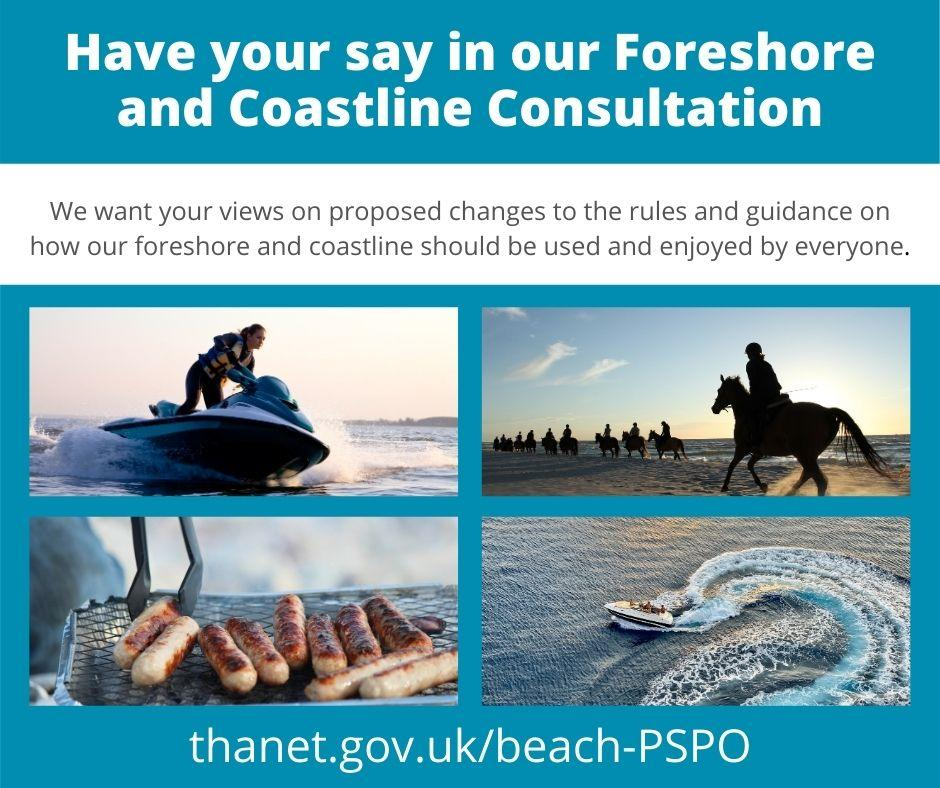 Have your say in our Foreshore
and Coastline Consultation
We want your views on proposed changes to the rules and guidance on
how our foreshore and coastline should be used and enjoyed by everyone.
thanet.gov.uk/beach-PSPO